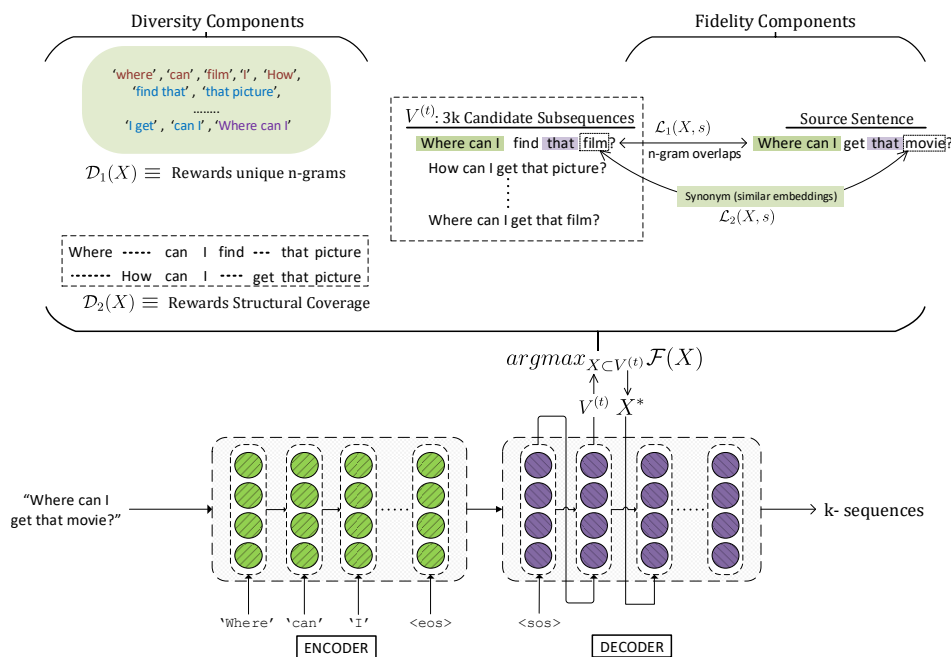 Diversity Components
Fidelity Components
‘where’ , ‘can’ , ‘film’, ‘I’ , ‘How’,
‘find that’ , ‘that picture’,
........
‘I get’ , ‘can I’ , ‘Where can I’
𝒟₁(X) ≡ Rewards unique n-grams
Where ----- can I find --- that picture
------- How can I ---- get that picture
𝒟₂(X) ≡ Rewards Structural Coverage
V⁽ᵗ⁾: 3k Candidate Subsequences
Where can I find that film?
How can I get that picture?
Where can I get that film?
ℒ₁(X, s)
n-gram overlaps
Source Sentence
Where can I get that movie?
Synonym (similar embeddings)
ℒ₂(X, s)
argmax_{X⊂V⁽ᵗ⁾} ℱ(X)
V⁽ᵗ⁾ X*
“Where can I
get that movie?”
k- sequences
‘Where’ ‘can’ ‘I’ <eos> <sos>
ENCODER DECODER